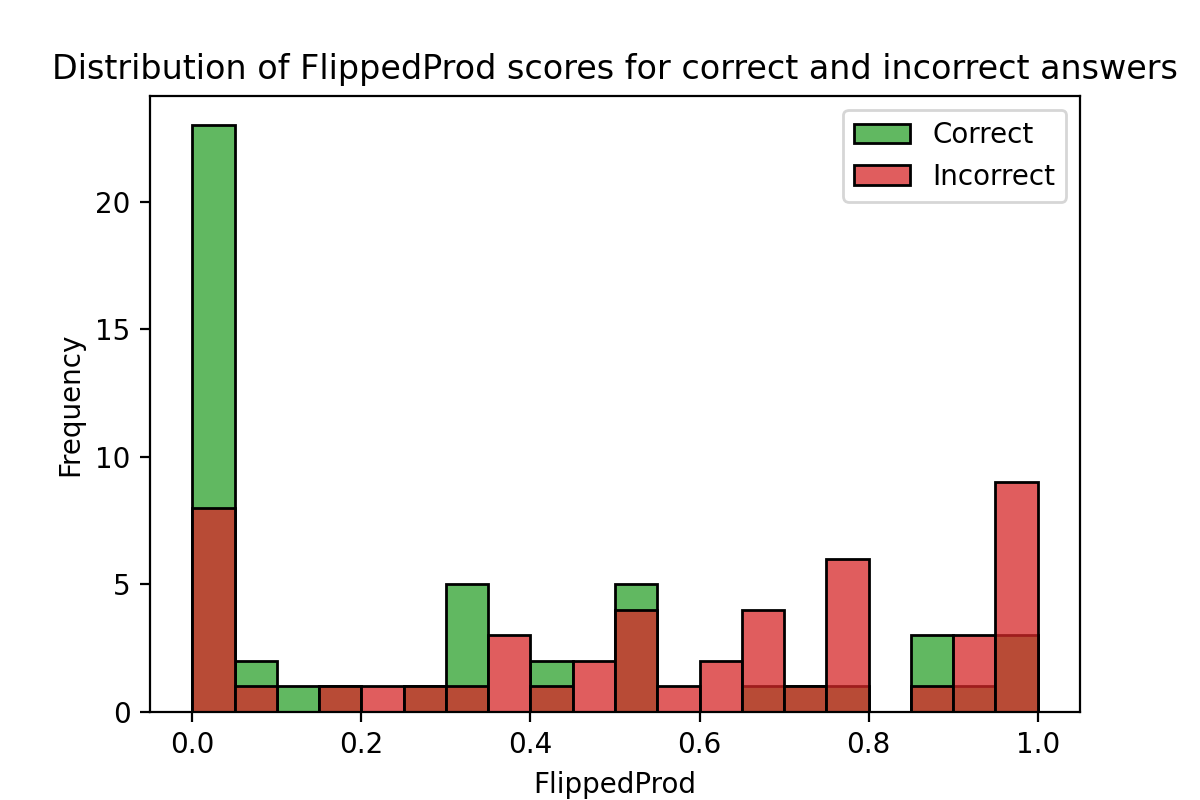 Distribution of FlippedProd scores for correct and incorrect answers
Correct
Incorrect
Frequency
20
15
10
5
0
0.0 0.2 0.4 0.6 0.8 1.0
FlippedProd